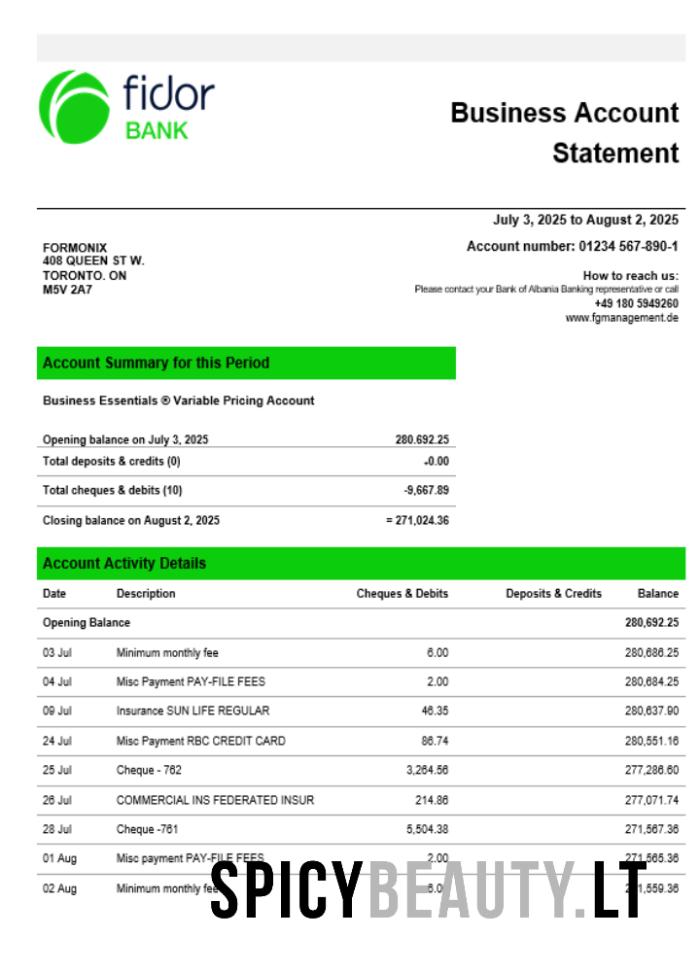 fidor
BANK
Business Account
Statement
July 3, 2025 to August 2, 2025
Account number: 01234 567-890-1
FORMONIX
408 QUEEN ST W.
TORONTO. ON
M5V 2A7
How to reach us:
Please contact your Bank of Albania Banking representative or call
+49 180 5949260
www.fgmanagement.de
Account Summary for this Period
Business Essentials ® Variable Pricing Account
Opening balance on July 3, 2025 280.692.25
Total deposits & credits (0) +0.00
Total cheques & debits (10) -9,667.89
Closing balance on August 2, 2025 = 271,024.36
Account Activity Details
Date Description Cheques & Debits Deposits & Credits Balance
Opening Balance 280,692.25
03 Jul Minimum monthly fee 6.00 280,686.25
04 Jul Misc Payment PAY-FILE FEES 2.00 280,684.25
09 Jul Insurance SUN LIFE REGULAR 46.35 280,637.90
24 Jul Misc Payment RBC CREDIT CARD 86.74 280,551.16
25 Jul Cheque - 762 3,264.56 277,286.60
26 Jul COMMERCIAL INS FEDERATED INSUR 214.86 277,071.74
28 Jul Cheque -761 5,504.38 271,567.36
01 Aug Misc payment PAY-FILE FEES 2.00 271,565.36
02 Aug Minimum monthly fee
SPICYBEAUTY.LT